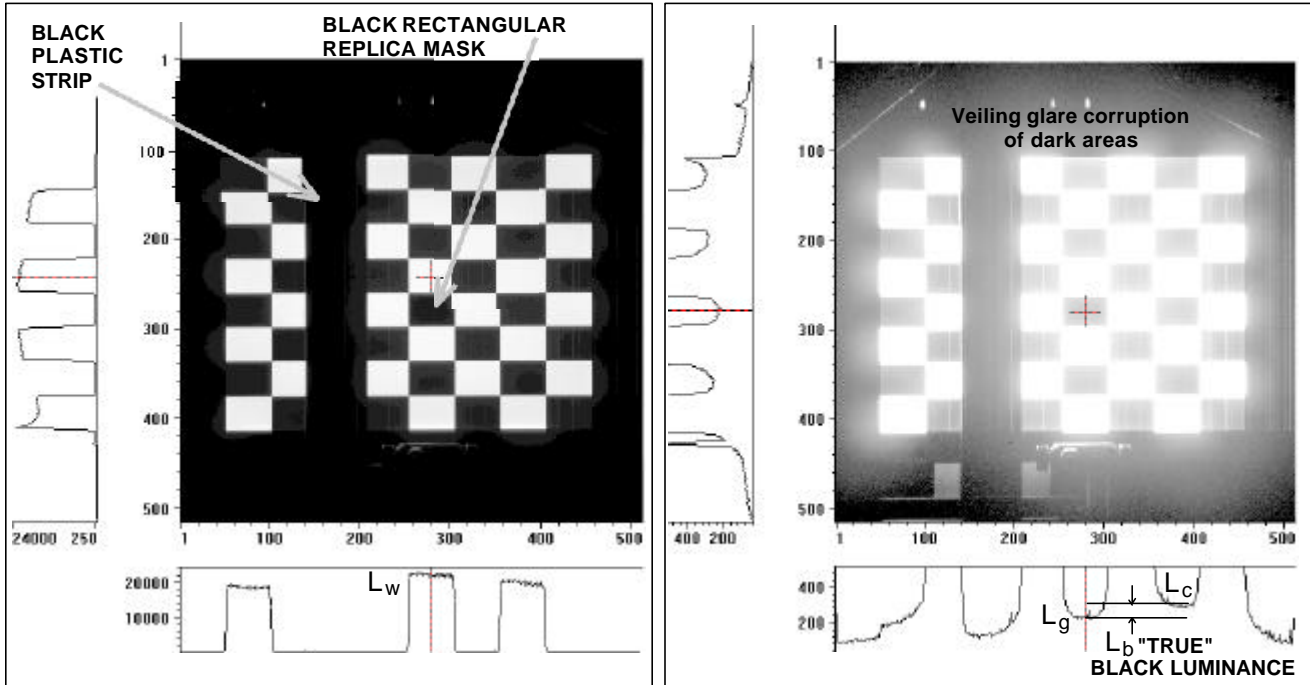 BLACK
PLASTIC
STRIP
BLACK RECTANGULAR
REPLICA MASK
1
100
200
300
400
500
24000 250
1 100 200 300 400 500
20000
10000
Lw
Veiling glare corruption
of dark areas
1
100
200
300
400
500
400 200
1 100 200 300 400 500
400
200
Lg
Lc
Lb "TRUE"
BLACK LUMINANCE